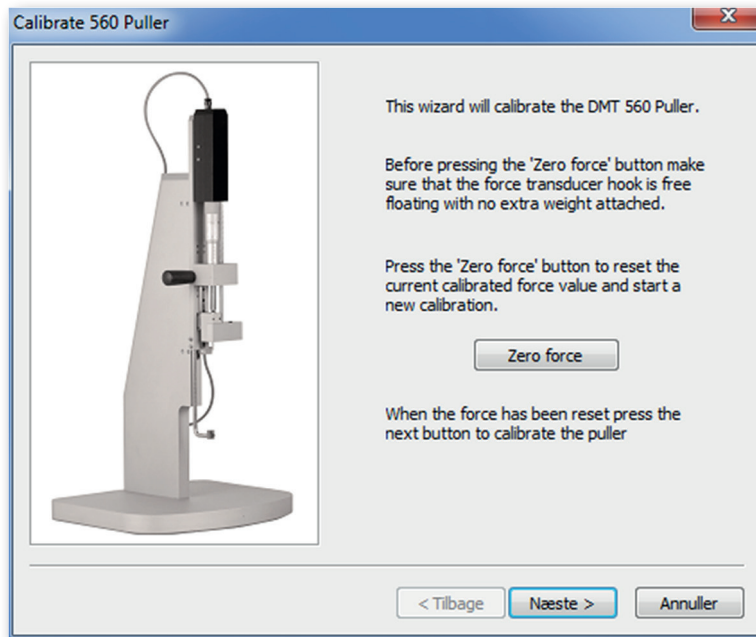 Calibrate 560 Puller
This wizard will calibrate the DMT 560 Puller.
Before pressing the 'Zero force' button make
sure that the force transducer hook is free
floating with no extra weight attached.
Press the 'Zero force' button to reset the
current calibrated force value and start a
new calibration.
Zero force
When the force has been reset press the
next button to calibrate the puller
< Tilbage
Næste >
Annuller